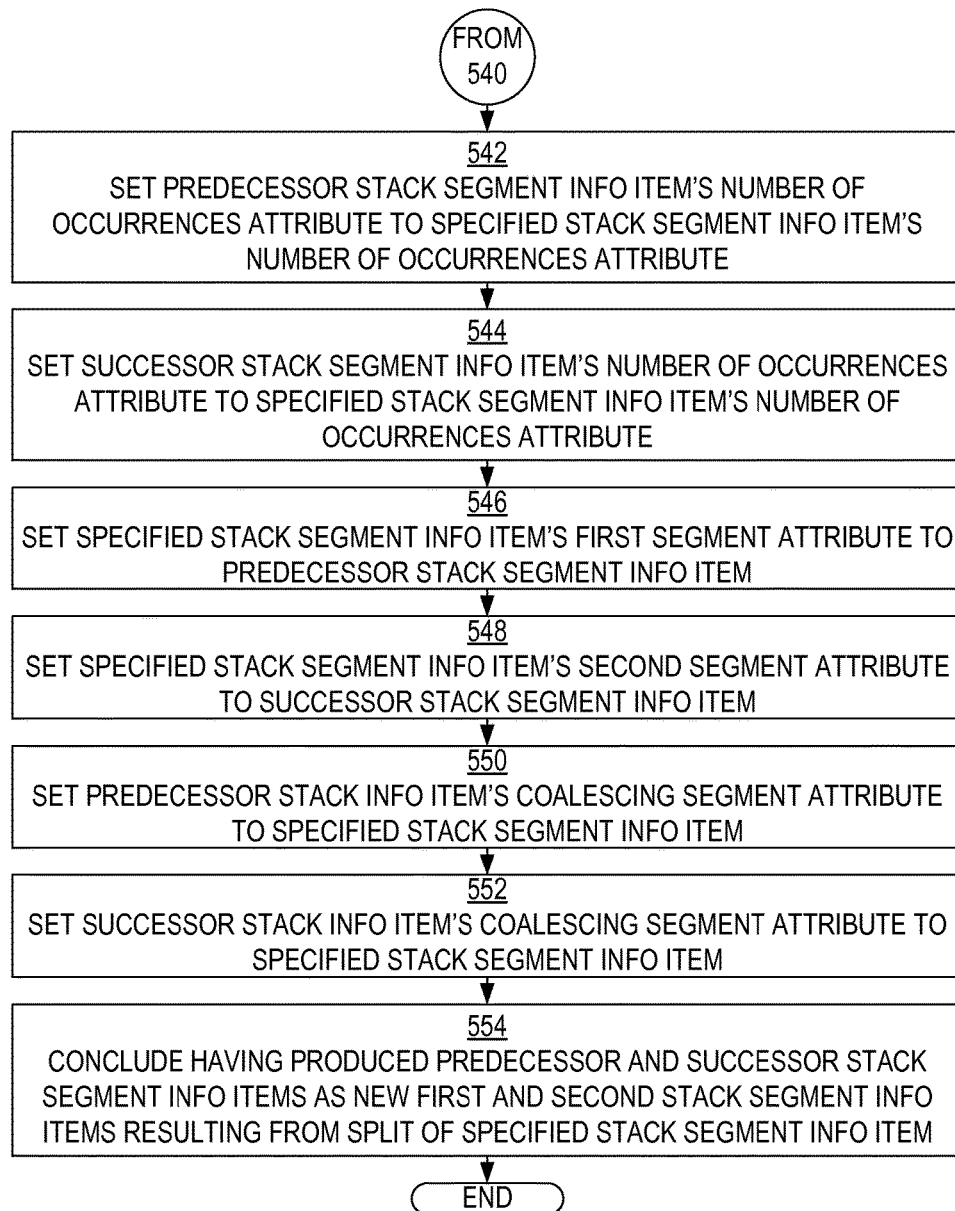 FROM
540
542
SET PREDECESSOR STACK SEGMENT INFO ITEM'S NUMBER OF
OCCURRENCES ATTRIBUTE TO SPECIFIED STACK SEGMENT INFO ITEM'S
NUMBER OF OCCURRENCES ATTRIBUTE
544
SET SUCCESSOR STACK SEGMENT INFO ITEM'S NUMBER OF OCCURRENCES
ATTRIBUTE TO SPECIFIED STACK SEGMENT INFO ITEM'S NUMBER OF
OCCURRENCES ATTRIBUTE
546
SET SPECIFIED STACK SEGMENT INFO ITEM'S FIRST SEGMENT ATTRIBUTE TO
PREDECESSOR STACK SEGMENT INFO ITEM
548
SET SPECIFIED STACK SEGMENT INFO ITEM'S SECOND SEGMENT ATTRIBUTE
TO SUCCESSOR STACK SEGMENT INFO ITEM
550
SET PREDECESSOR STACK INFO ITEM'S COALESCING SEGMENT ATTRIBUTE
TO SPECIFIED STACK SEGMENT INFO ITEM
552
SET SUCCESSOR STACK INFO ITEM'S COALESCING SEGMENT ATTRIBUTE TO
SPECIFIED STACK SEGMENT INFO ITEM
554
CONCLUDE HAVING PRODUCED PREDECESSOR AND SUCCESSOR STACK
SEGMENT INFO ITEMS AS NEW FIRST AND SECOND STACK SEGMENT INFO
ITEMS RESULTING FROM SPLIT OF SPECIFIED STACK SEGMENT INFO ITEM
END